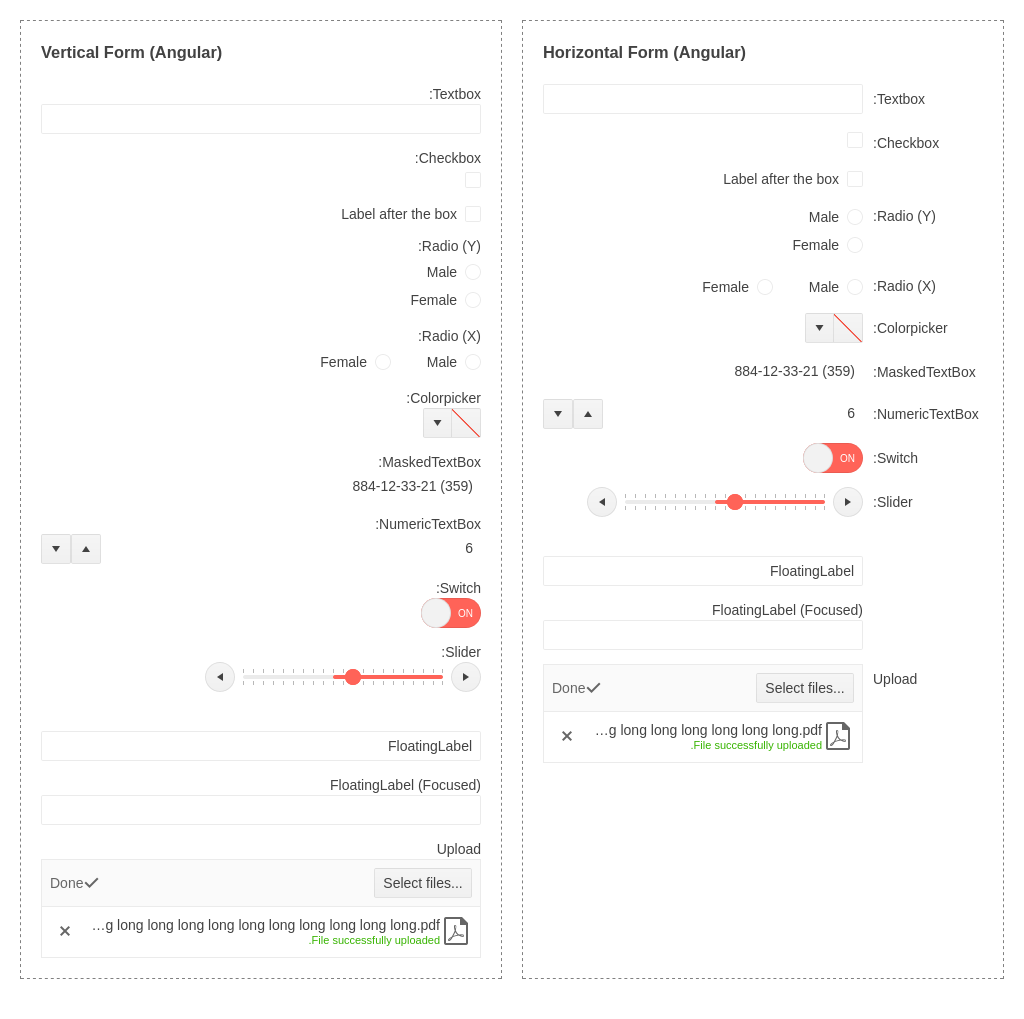 Vertical Form (Angular)
:Textbox
:Checkbox
Label after the box
:Radio (Y)
Male
Female
:Radio (X)
Female Male
:Colorpicker
:MaskedTextBox
884-12-33-21 (359)
:NumericTextBox
6
:Switch
ON
:Slider
FloatingLabel
FloatingLabel (Focused)
Upload
Done Select files...
...g long long long long long long long long long long.pdf
.File successfully uploaded
Horizontal Form (Angular)
:Textbox
:Checkbox
Label after the box
Male :Radio (Y)
Female
Female Male :Radio (X)
:Colorpicker
884-12-33-21 (359) :MaskedTextBox
6 :NumericTextBox
ON :Switch
:Slider
FloatingLabel
FloatingLabel (Focused)
Done Select files... Upload
...g long long long long long long.pdf
.File successfully uploaded